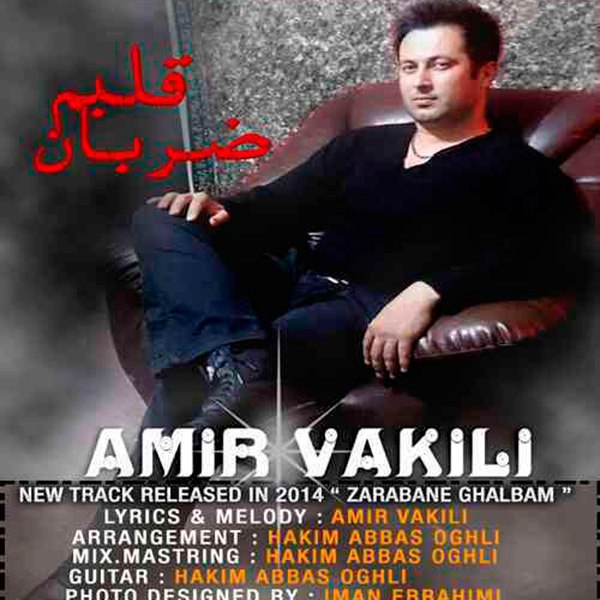 قلبم
ضربان
AMIR VAKILI
NEW TRACK RELEASED IN 2014 “ ZARABANE GHALBAM ”
LYRICS & MELODY : AMIR VAKILI
ARRANGEMENT : HAKIM ABBAS OGHLI
MIX.MASTRING : HAKIM ABBAS OGHLI
GUITAR : HAKIM ABBAS OGHLI
PHOTO DESIGNED BY : IMAN EBRAHIMI